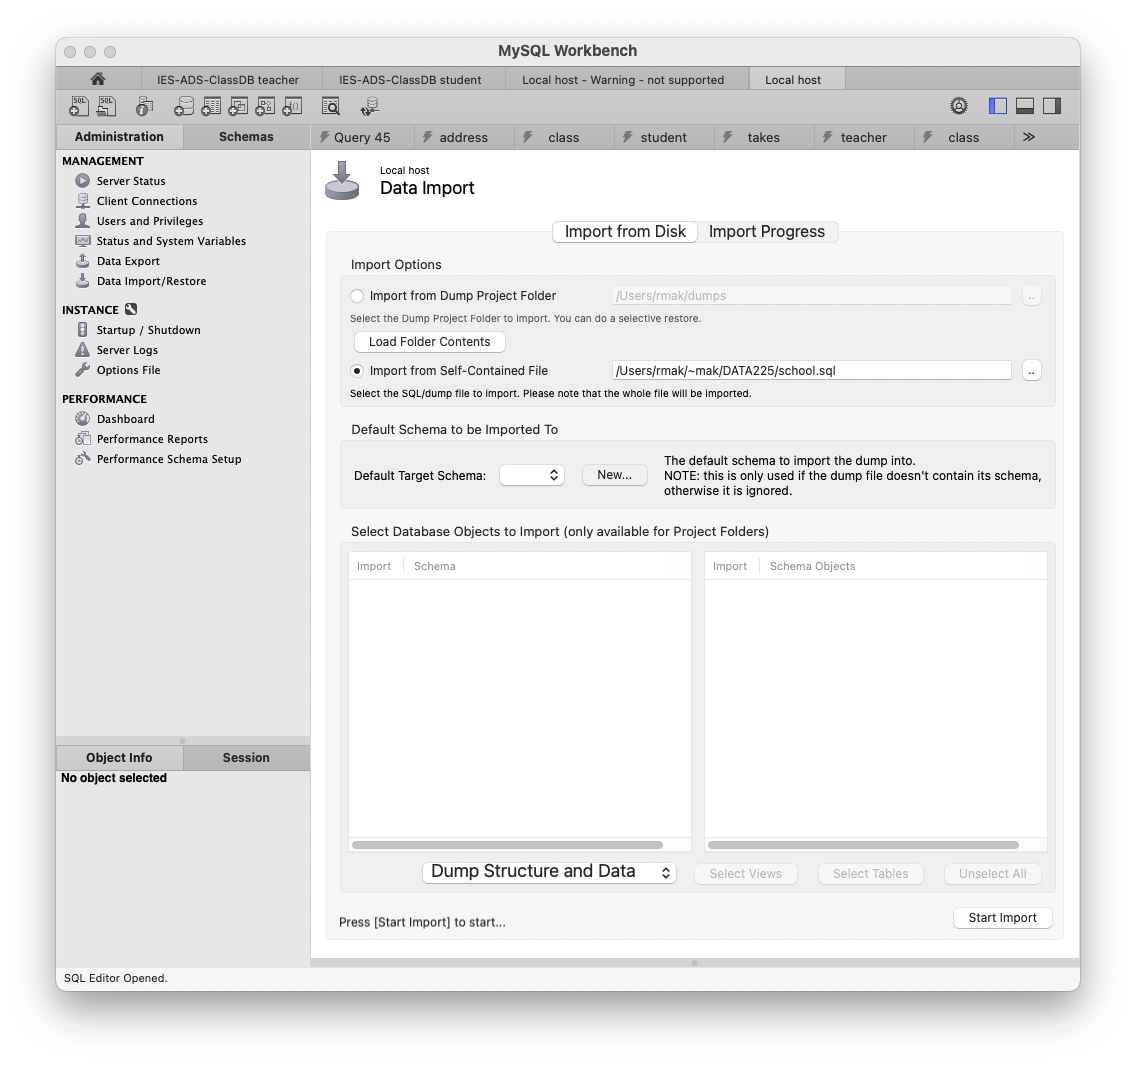 MySQL Workbench
IES-ADS-ClassDB teacher
IES-ADS-ClassDB student
Local host - Warning - not supported
Local host
Administration
Schemas
Query 45
address
class
student
takes
teacher
class
MANAGEMENT
Server Status
Client Connections
Users and Privileges
Status and System Variables
Data Export
Data Import/Restore
INSTANCE
Startup / Shutdown
Server Logs
Options File
PERFORMANCE
Dashboard
Performance Reports
Performance Schema Setup
Object Info
Session
No object selected
Local host
Data Import
Import from Disk
Import Progress
Import Options
Import from Dump Project Folder
/Users/rmak/dumps
..
Select the Dump Project Folder to import. You can do a selective restore.
Load Folder Contents
Import from Self-Contained File
/Users/rmak/~mak/DATA225/school.sql
..
Select the SQL/dump file to import. Please note that the whole file will be imported.
Default Schema to be Imported To
Default Target Schema:
New...
The default schema to import the dump into.
NOTE: this is only used if the dump file doesn't contain its schema,
otherwise it is ignored.
Select Database Objects to Import (only available for Project Folders)
Import
Schema
Import
Schema Objects
Dump Structure and Data
Select Views
Select Tables
Unselect All
Press [Start Import] to start...
Start Import
SQL Editor Opened.